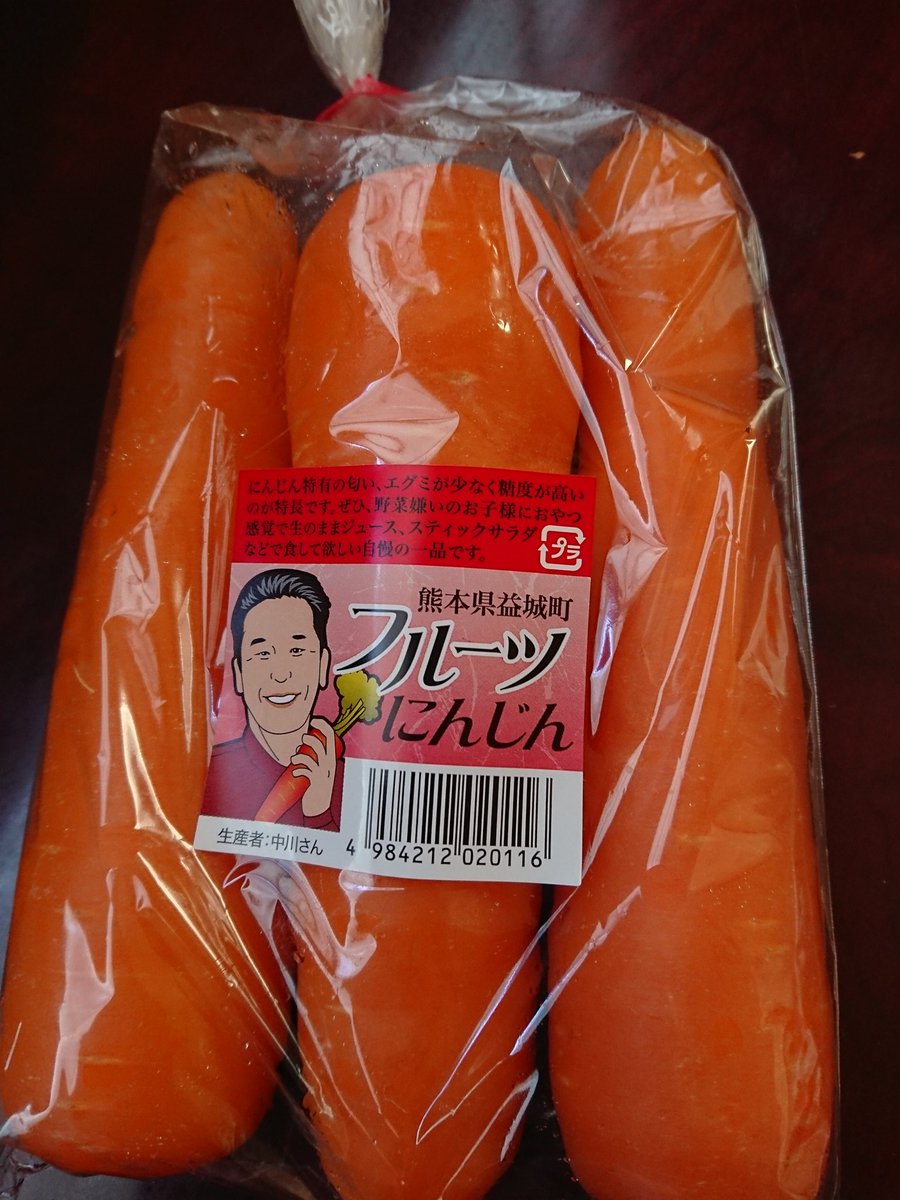 にんじん特有の匂い、エグミが少なく糖度が高い
のが特長です。ぜひ、野菜嫌いのお子様におやつ
感覚で生のままジュース、スティックサラダ
などで食して欲しい自慢の一品です。
プラ
熊本県益城町
フルーツ
にんじん
生産者:中川さん
4 984212 020116